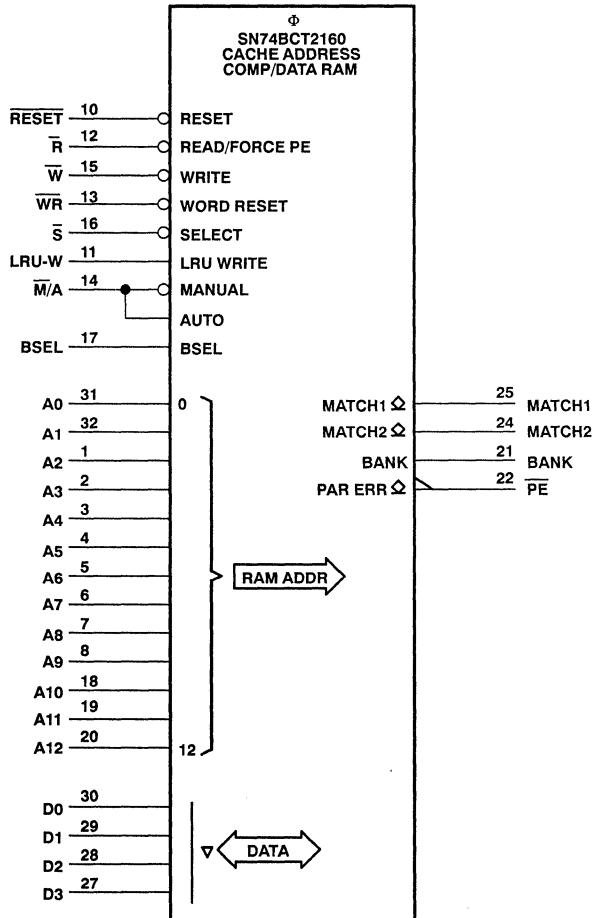 Φ
SN74BCT2160
CACHE ADDRESS
COMP/DATA RAM
R̅E̅S̅E̅T̅ 10 RESET
R̅ 12 READ/FORCE PE
W̅ 15 WRITE
W̅R̅ 13 WORD RESET
S̅ 16 SELECT
LRU-W 11 LRU WRITE
M̅/A 14 MANUAL
AUTO
BSEL 17 BSEL
A0 31 0
A1 32
A2 1
A3 2
A4 3
A5 4
A6 5
A7 6
A8 7
A9 8
A10 18
A11 19
A12 20 12
RAM ADDR
MATCH1 25 MATCH1
MATCH2 24 MATCH2
BANK 21 BANK
PAR ERR 22 P̅E̅
D0 30
D1 29
D2 28
D3 27
DATA